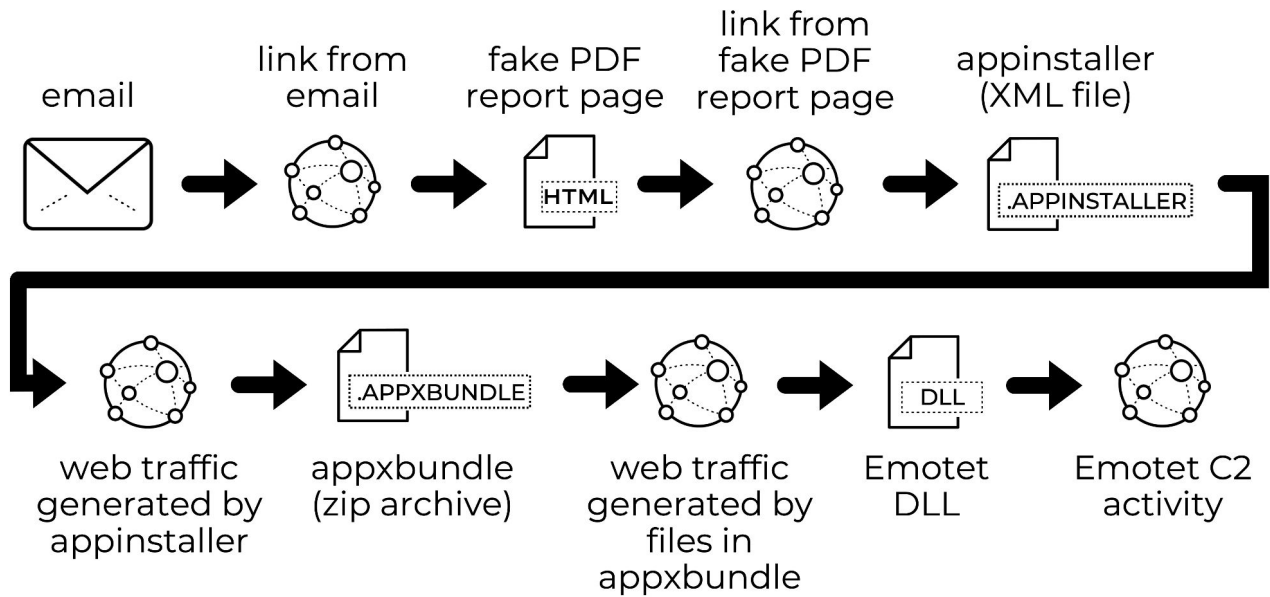 email
link from
email
fake PDF
report page
link from
fake PDF
report page
appinstaller
(XML file)
HTML
.APPINSTALLER
.APPXBUNDLE
DLL
web traffic
generated by
appinstaller
appxbundle
(zip archive)
web traffic
generated by
files in
appxbundle
Emotet
DLL
Emotet C2
activity